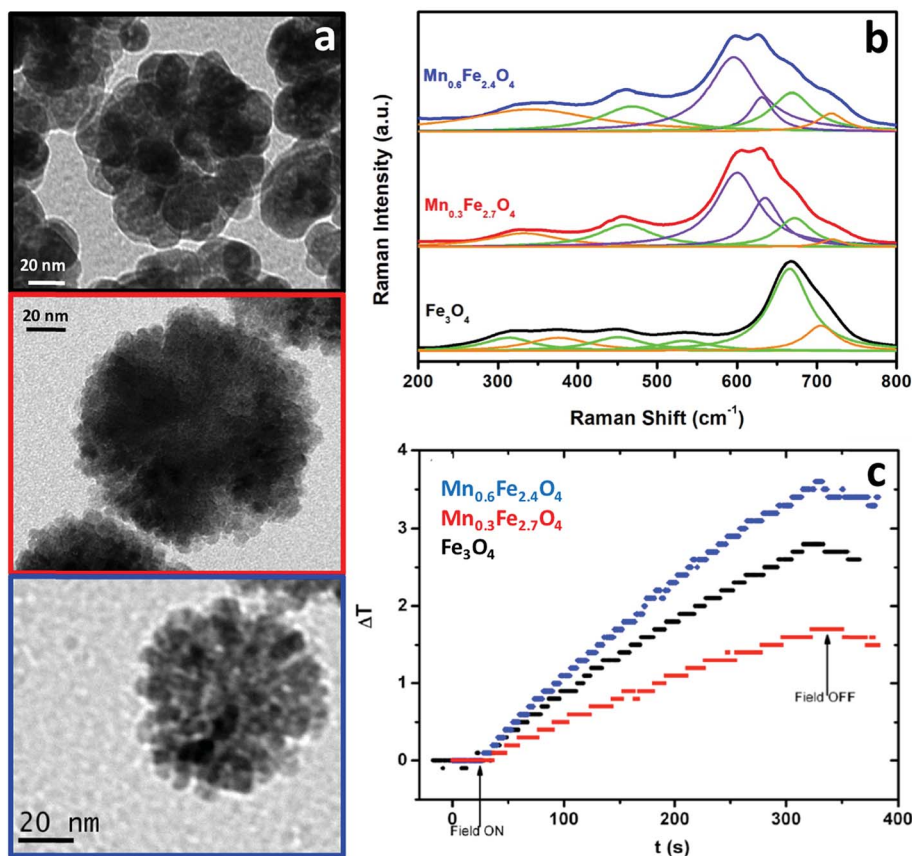 a
20 nm
20 nm
20 nm
b
Mn0.6Fe2.4O4
Mn0.3Fe2.7O4
Fe3O4
Raman Intensity (a.u.)
200 300 400 500 600 700 800
Raman Shift (cm-1)
c
Mn0.6Fe2.4O4
Mn0.3Fe2.7O4
Fe3O4
ΔT
4
3
2
1
0
Field ON
Field OFF
0 100 200 300 400
t (s)